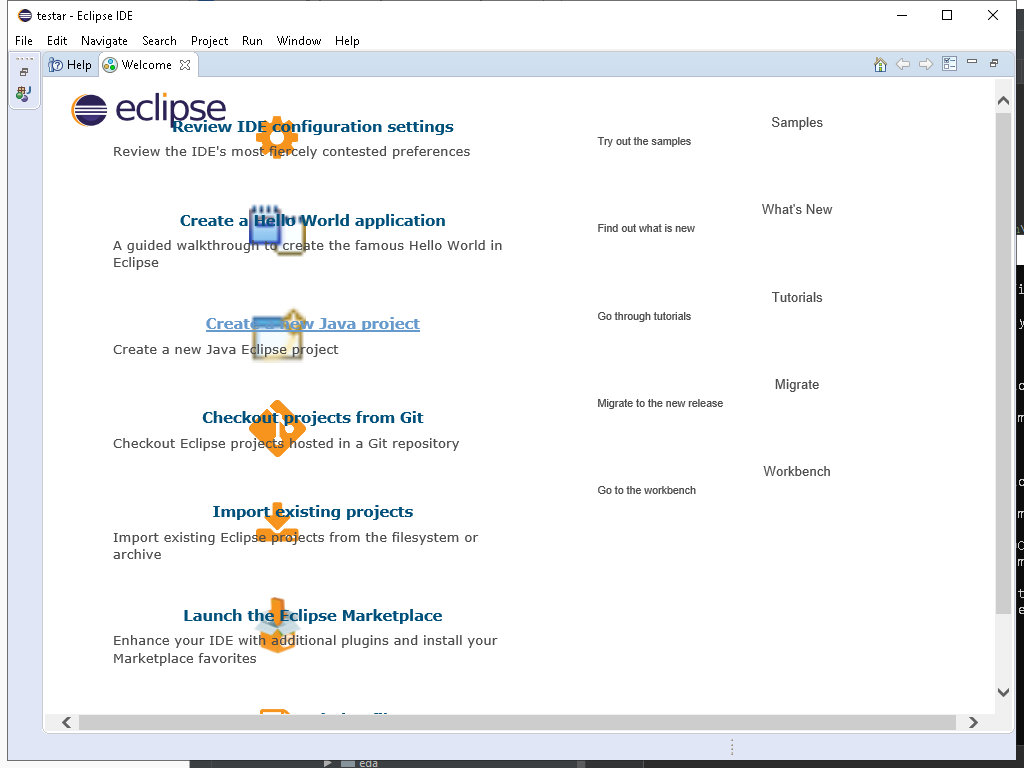 testar - Eclipse IDE
File Edit Navigate Search Project Run Window Help
Help Welcome
eclipse
Review IDE configuration settings
Review the IDE's most fiercely contested preferences
Create a Hello World application
A guided walkthrough to create the famous Hello World in
Eclipse
Create a new Java project
Create a new Java Eclipse project
Checkout projects from Git
Checkout Eclipse projects hosted in a Git repository
Import existing projects
Import existing Eclipse projects from the filesystem or
archive
Launch the Eclipse Marketplace
Enhance your IDE with additional plugins and install your
Marketplace favorites
Samples
Try out the samples
What's New
Find out what is new
Tutorials
Go through tutorials
Migrate
Migrate to the new release
Workbench
Go to the workbench
eda